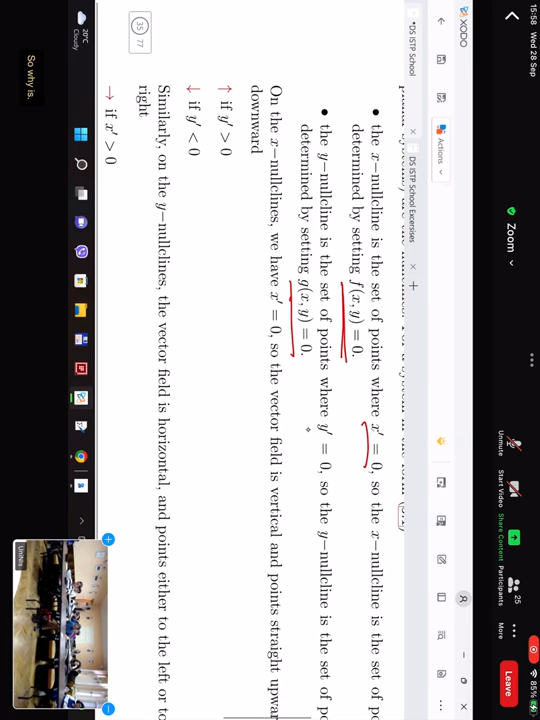 15:58 Wed 28 Sep
85%
Zoom
Unmute
Start Video
Share Content
Participants
25
More
Leave
XODO
*DS ISTP School
×
DS ISTP School Excersises
×
+
Actions
• the x−nullcline is the set of points where x′ = 0, so the x−nullcline is the set of po
determined by setting f(x, y) = 0.
• the y−nullcline is the set of points where y′ = 0, so the y−nullcline is the set of po
determined by setting g(x, y) = 0.
On the x−nullclines, we have x′ = 0, so the vector field is vertical and points straight upwar
downward
↑ if y′ > 0
↓ if y′ < 0
Similarly, on the y−nullclines, the vector field is horizontal, and points either to the left or to
right
→ if x′ > 0
35 77
20°C
Cloudy
UniNis
So why is.